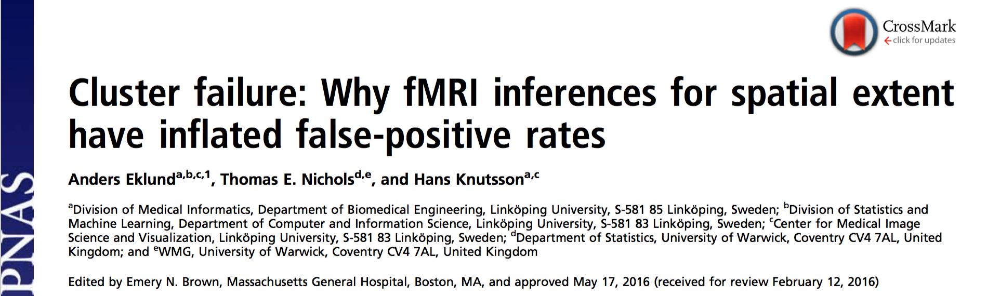 CrossMark
click for updates
Cluster failure: Why fMRI inferences for spatial extent
have inflated false-positive rates
Anders Eklundᵃ,ᵇ,ᶜ,¹, Thomas E. Nicholsᵈ,ᵉ, and Hans Knutssonᵃ,ᶜ
ᵃDivision of Medical Informatics, Department of Biomedical Engineering, Linköping University, S-581 85 Linköping, Sweden; ᵇDivision of Statistics and
Machine Learning, Department of Computer and Information Science, Linköping University, S-581 83 Linköping, Sweden; ᶜCenter for Medical Image
Science and Visualization, Linköping University, S-581 83 Linköping, Sweden; ᵈDepartment of Statistics, University of Warwick, Coventry CV4 7AL, United
Kingdom; and ᵉWMG, University of Warwick, Coventry CV4 7AL, United Kingdom
Edited by Emery N. Brown, Massachusetts General Hospital, Boston, MA, and approved May 17, 2016 (received for review February 12, 2016)
PNAS